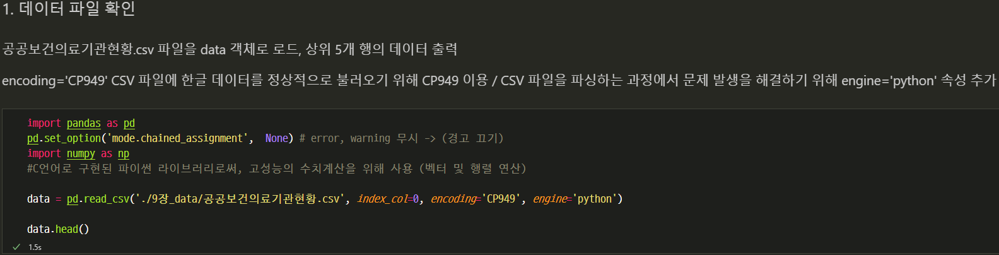 1. 데이터 파일 확인
공공보건의료기관현황.csv 파일을 data 객체로 로드, 상위 5개 행의 데이터 출력
encoding='CP949' CSV 파일에 한글 데이터를 정상적으로 불러오기 위해 CP949 이용 / CSV 파일을 파싱하는 과정에서 문제 발생을 해결하기 위해 engine='python' 속성 추가
import pandas as pd
pd.set_option('mode.chained_assignment',  None) # error, warning 무시 -> (경고 끄기)
import numpy as np
#C언어로 구현된 파이썬 라이브러리로써, 고성능의 수치계산을 위해 사용 (벡터 및 행렬 연산)
data = pd.read_csv('./9장_data/공공보건의료기관현황.csv', index_col=0, encoding='CP949', engine='python')
data.head()
1.5s